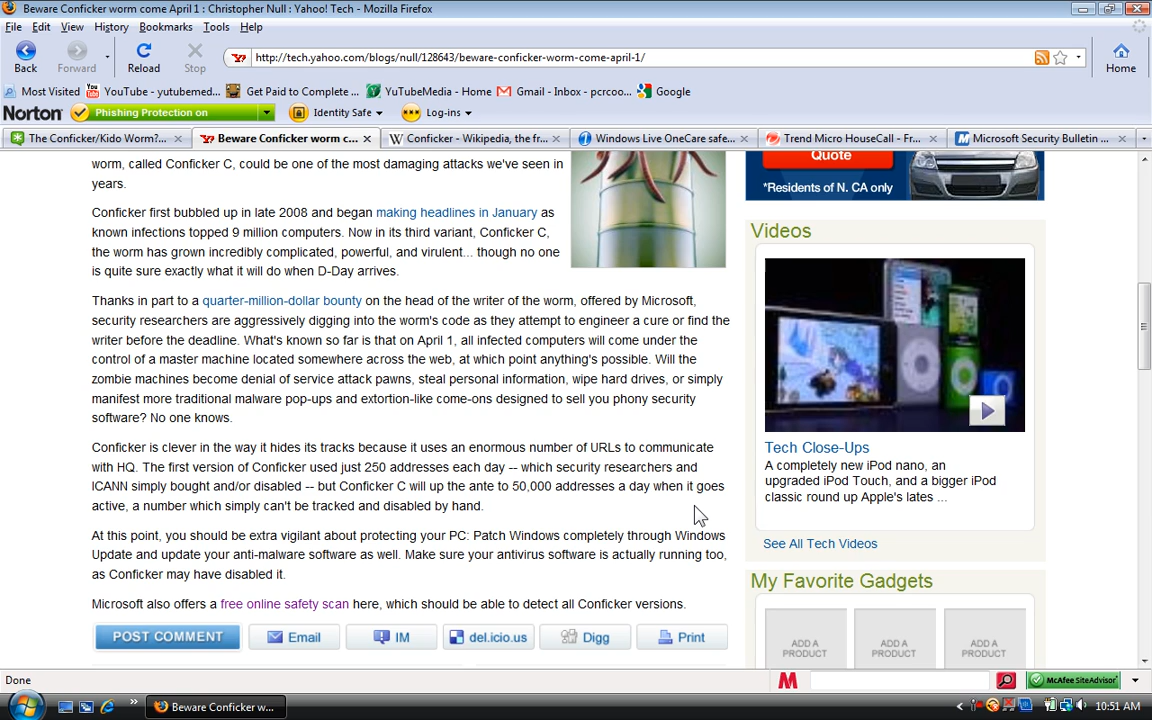 Beware Conficker worm come April 1 : Christopher Null : Yahoo! Tech - Mozilla Firefox
File Edit View History Bookmarks Tools Help
http://tech.yahoo.com/blogs/null/128643/beware-conficker-worm-come-april-1/
Back Forward Reload Stop Home
Most Visited YouTube - yutubemed... Get Paid to Complete ... YuTubeMedia - Home Gmail - Inbox - pcrcoo... Google
Norton Phishing Protection on Identity Safe Log-ins
The Conficker/Kido Worm?... Beware Conficker worm c... Conficker - Wikipedia, the fr... Windows Live OneCare safe... Trend Micro HouseCall - Fr... Microsoft Security Bulletin ...
worm, called Conficker C, could be one of the most damaging attacks we've seen in
years.
Conficker first bubbled up in late 2008 and began making headlines in January as
known infections topped 9 million computers. Now in its third variant, Conficker C,
the worm has grown incredibly complicated, powerful, and virulent... though no one
is quite sure exactly what it will do when D-Day arrives.
Thanks in part to a quarter-million-dollar bounty on the head of the writer of the worm, offered by Microsoft,
security researchers are aggressively digging into the worm's code as they attempt to engineer a cure or find the
writer before the deadline. What's known so far is that on April 1, all infected computers will come under the
control of a master machine located somewhere across the web, at which point anything's possible. Will the
zombie machines become denial of service attack pawns, steal personal information, wipe hard drives, or simply
manifest more traditional malware pop-ups and extortion-like come-ons designed to sell you phony security
software? No one knows.
Conficker is clever in the way it hides its tracks because it uses an enormous number of URLs to communicate
with HQ. The first version of Conficker used just 250 addresses each day -- which security researchers and
ICANN simply bought and/or disabled -- but Conficker C will up the ante to 50,000 addresses a day when it goes
active, a number which simply can't be tracked and disabled by hand.
At this point, you should be extra vigilant about protecting your PC: Patch Windows completely through Windows
Update and update your anti-malware software as well. Make sure your antivirus software is actually running too,
as Conficker may have disabled it.
Microsoft also offers a free online safety scan here, which should be able to detect all Conficker versions.
POST COMMENT Email IM del.icio.us Digg Print
Quote
*Residents of N. CA only
Videos
Tech Close-Ups
A completely new iPod nano, an
upgraded iPod Touch, and a bigger iPod
classic round up Apple's lates ...
See All Tech Videos
My Favorite Gadgets
ADD A PRODUCT
ADD A PRODUCT
ADD A PRODUCT
Done McAfee SiteAdvisor
Beware Conficker w... 10:51 AM